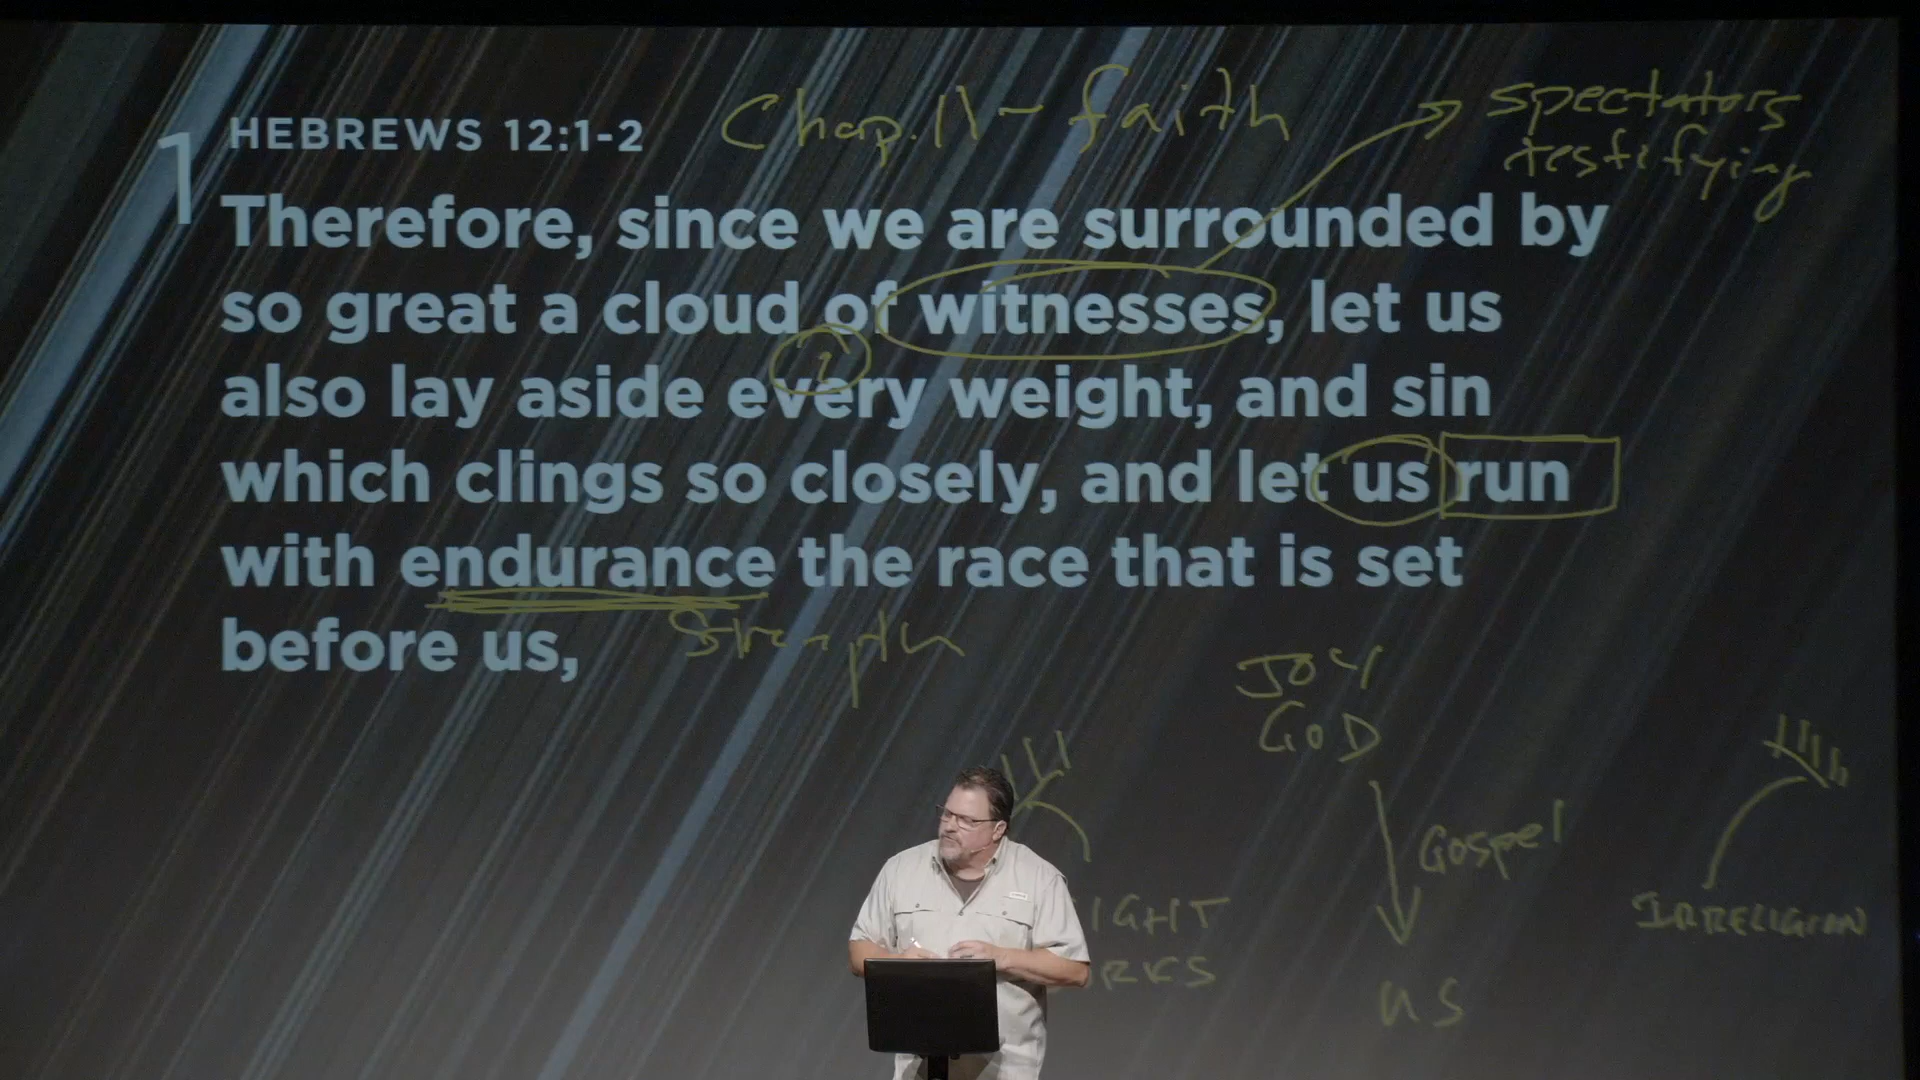 Chap. 11 - faith
spectators
testifying
HEBREWS 12:1-2
1
Therefore, since we are surrounded by
so great a cloud of witnesses, let us
also lay aside every weight, and sin
which clings so closely, and let us run
with endurance the race that is set
before us,
Strength
JOY
GOD
Gospel
IGHT
IRRELIGION
RKS
US